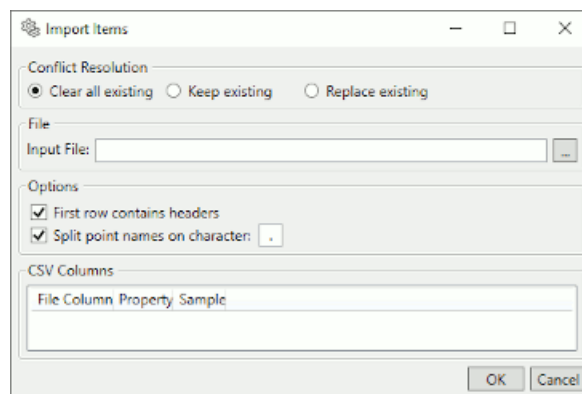 Import Items
Conflict Resolution
Clear all existing Keep existing Replace existing
File
Input File: ...
Options
First row contains headers
Split point names on character: .
CSV Columns
File Column Property Sample
OK Cancel